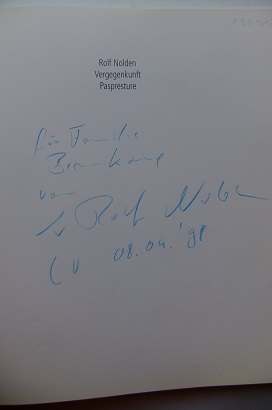 Rolf Nolden
Vergegenkunft
Paspresture
für Familie
von
Rolf Nolden
08.04.'98